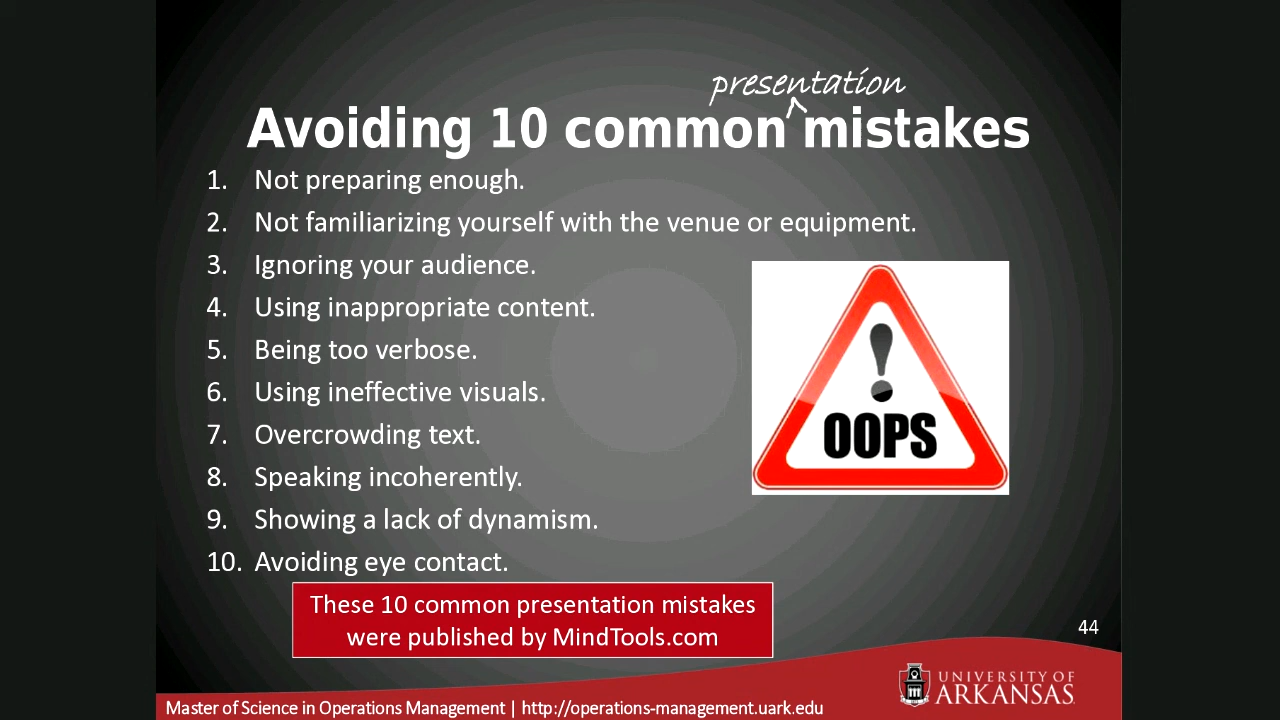 presentation
Avoiding 10 common ^ mistakes
1. Not preparing enough.
2. Not familiarizing yourself with the venue or equipment.
3. Ignoring your audience.
4. Using inappropriate content.
5. Being too verbose.
6. Using ineffective visuals.
7. Overcrowding text.
8. Speaking incoherently.
9. Showing a lack of dynamism.
10. Avoiding eye contact.
!
OOPS
These 10 common presentation mistakes
were published by MindTools.com
44
UNIVERSITY OF
ARKANSAS
Master of Science in Operations Management | http://operations-management.uark.edu